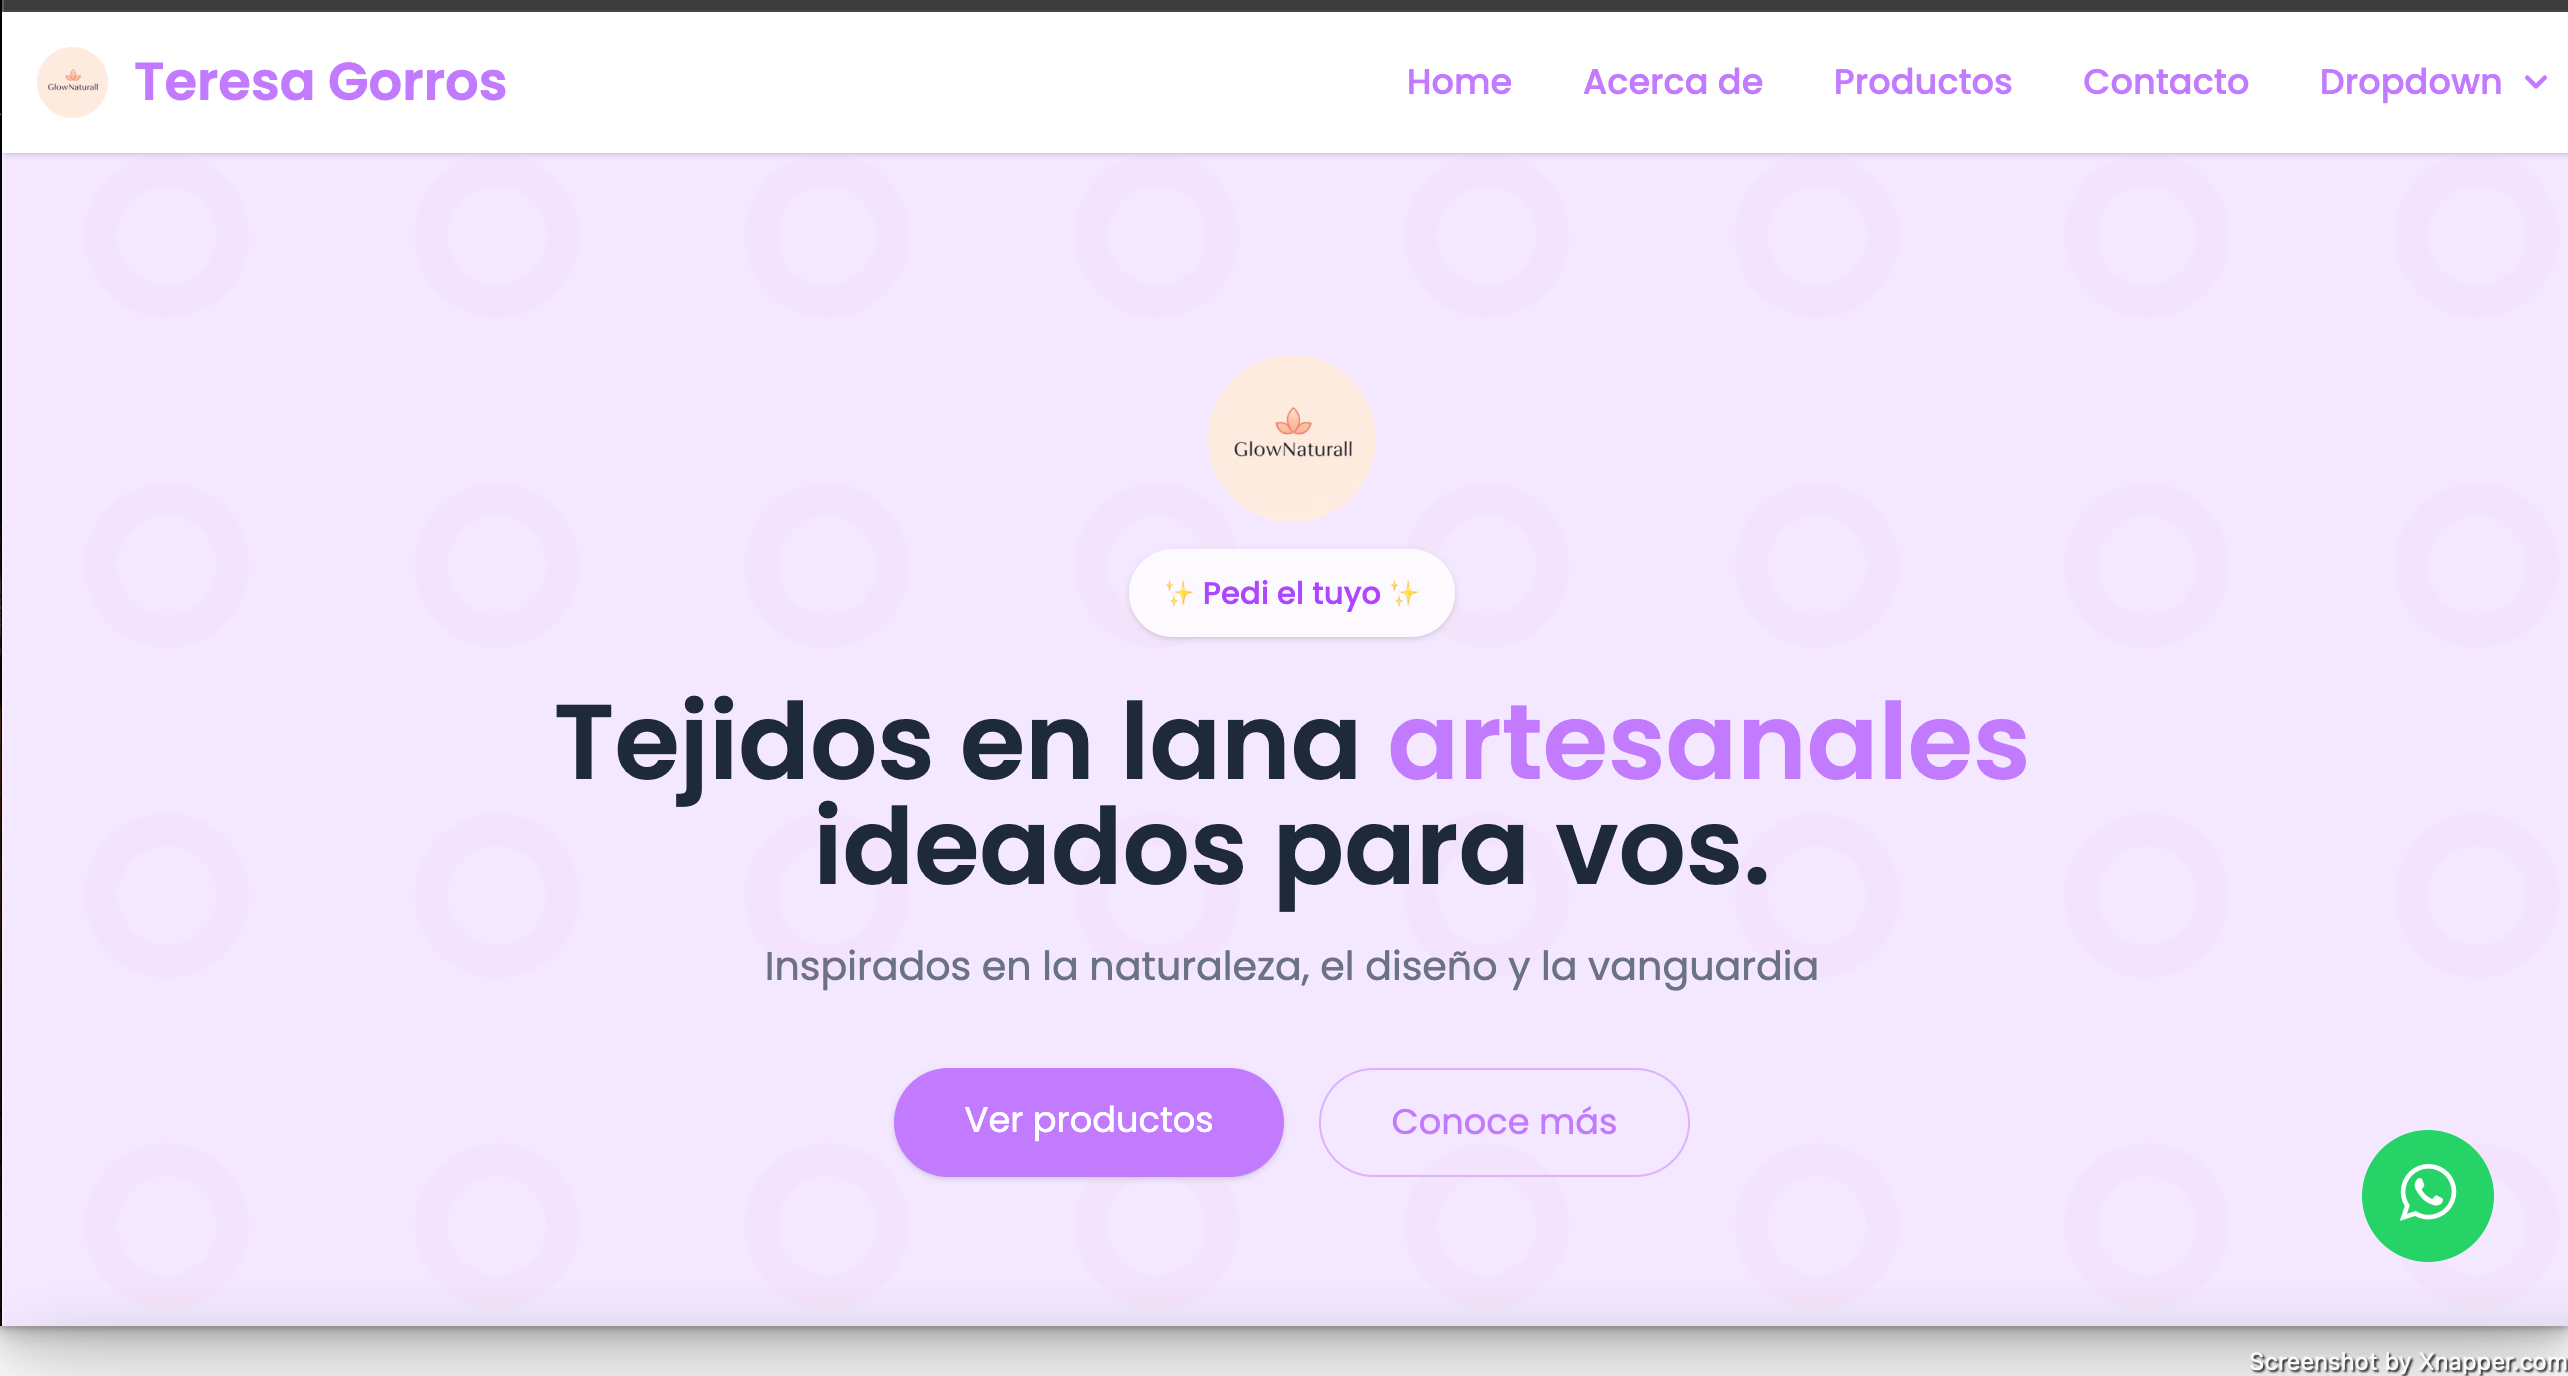 GlowNaturall
Teresa Gorros
Home
Acerca de
Productos
Contacto
Dropdown
GlowNaturall
✨ Pedi el tuyo ✨
Tejidos en lana artesanales
ideados para vos.
Inspirados en la naturaleza, el diseño y la vanguardia
Ver productos
Conoce más
Screenshot by Xnapper.com